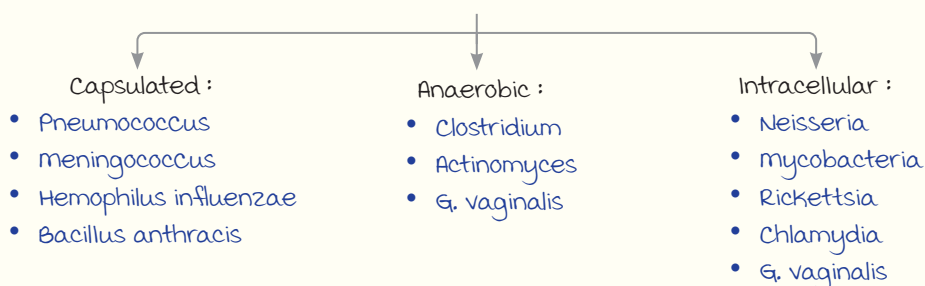 Capsulated :
• Pneumococcus
• meningococcus
• Hemophilus influenzae
• Bacillus anthracis
Anaerobic :
• Clostridium
• Actinomyces
• G. vaginalis
Intracellular :
• Neisseria
• mycobacteria
• Rickettsia
• Chlamydia
• G. vaginalis